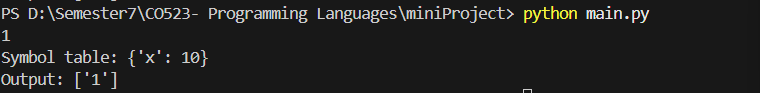 PS D:\Semester7\CO523- Programming Languages\miniProject> python main.py
1
Symbol table: {'x': 10}
Output: ['1']